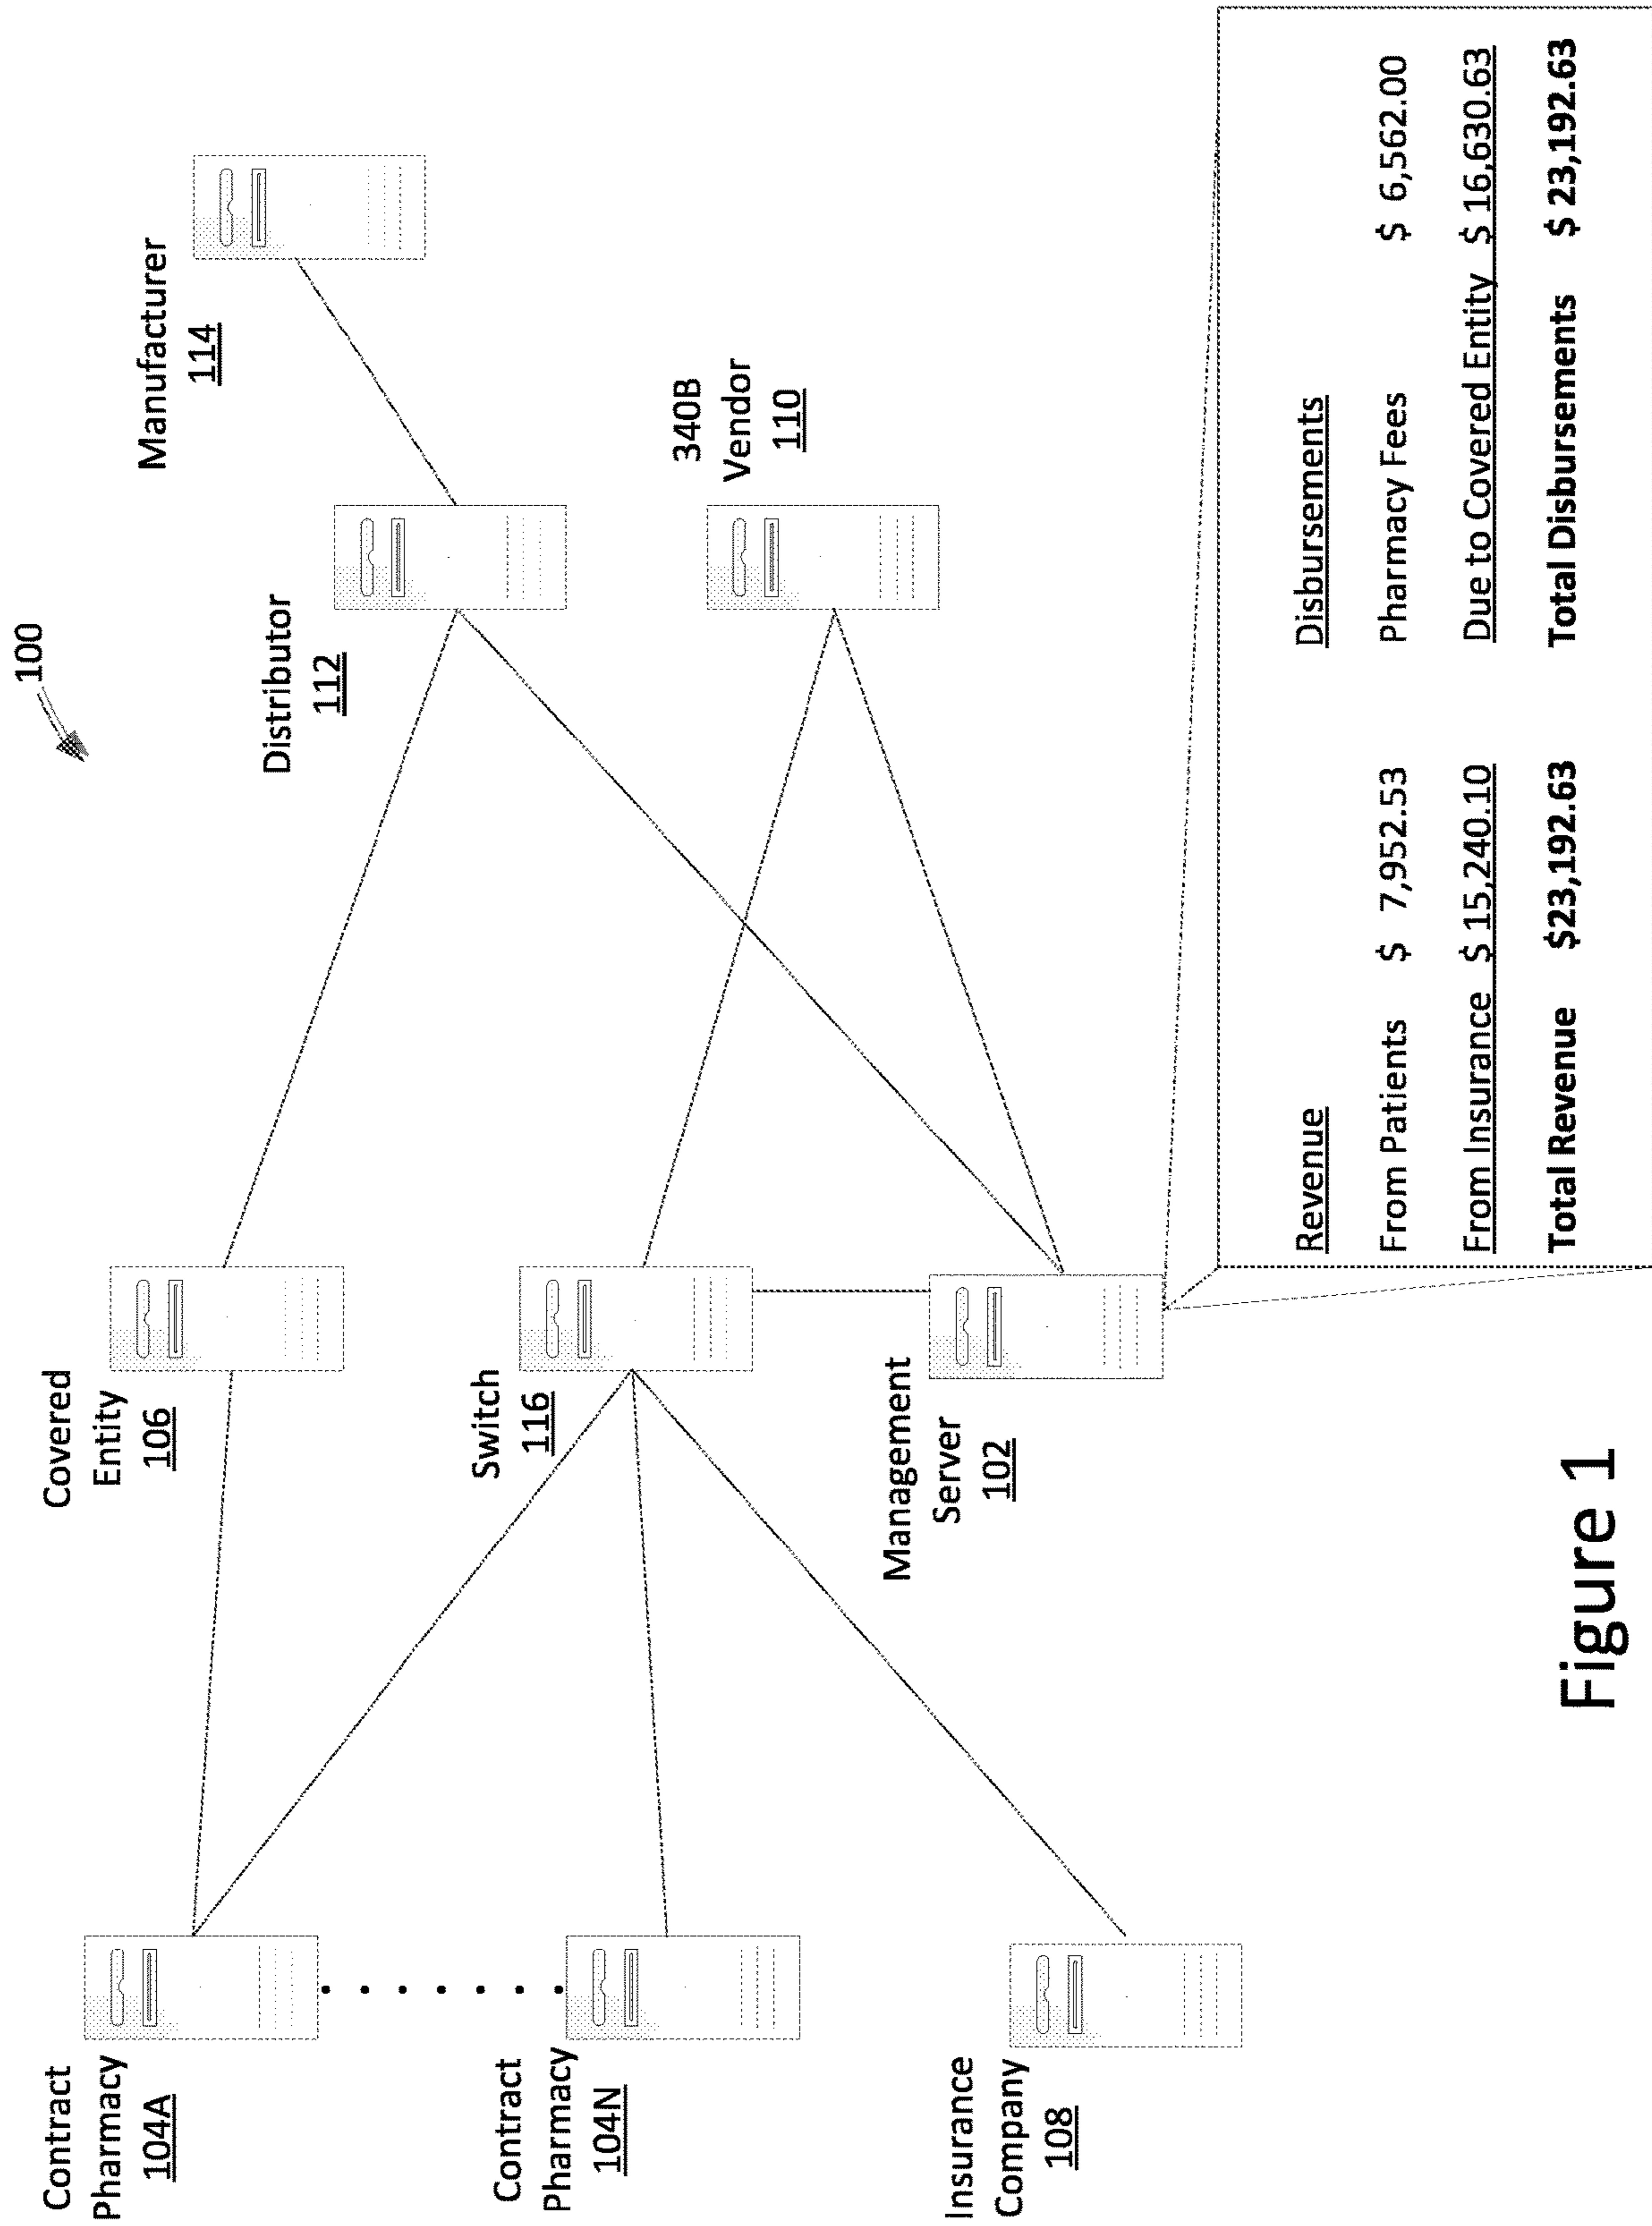 100
Contract
Pharmacy
104A
Covered
Entity
106
Distributor
112
Manufacturer
114
Contract
Pharmacy
104N
Switch
116
340B
Vendor
110
Insurance
Company
108
Management
Server
102
Revenue Disbursements
From Patients $ 7,952.53 Pharmacy Fees $ 6,562.00
From Insurance $ 15,240.10 Due to Covered Entity $ 16,630.63
Total Revenue $23,192.63 Total Disbursements $ 23,192.63
Figure 1